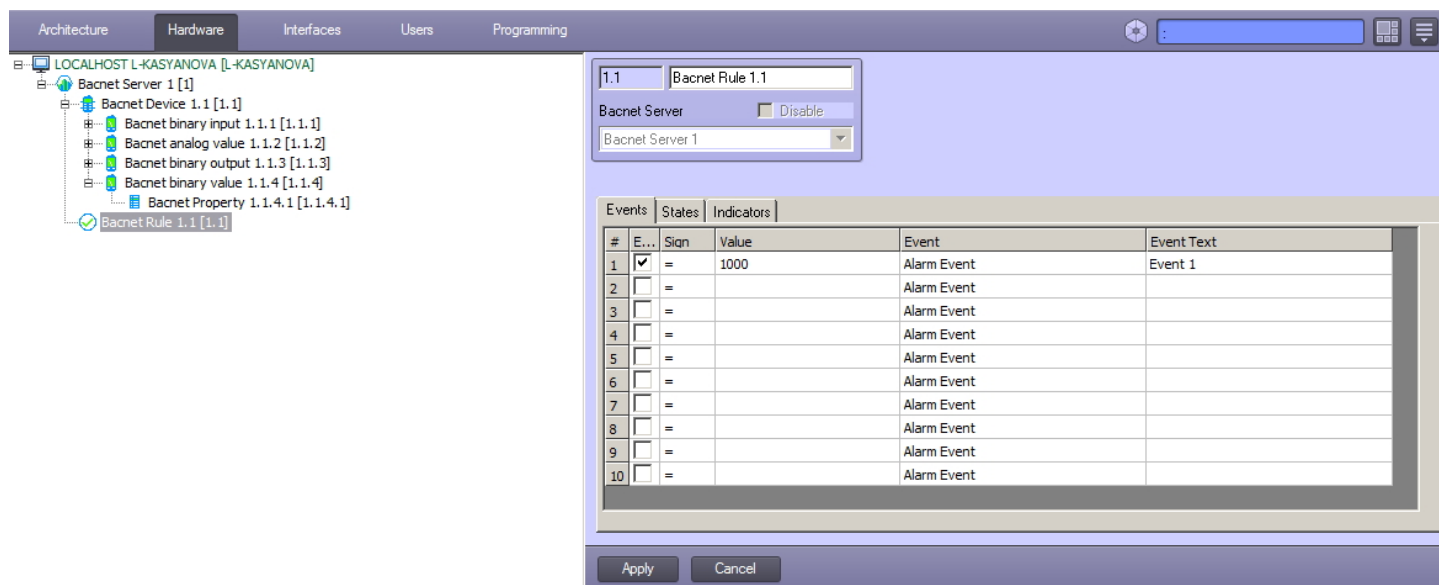 Architecture Hardware Interfaces Users Programming :
LOCALHOST L-KASYANOVA [L-KASYANOVA]
Bacnet Server 1 [1]
Bacnet Device 1.1 [1.1]
Bacnet binary input 1.1.1 [1.1.1]
Bacnet analog value 1.1.2 [1.1.2]
Bacnet binary output 1.1.3 [1.1.3]
Bacnet binary value 1.1.4 [1.1.4]
Bacnet Property 1.1.4.1 [1.1.4.1]
Bacnet Rule 1.1 [1.1]
1.1 Bacnet Rule 1.1
Bacnet Server Disable
Bacnet Server 1
Events States Indicators
# E... Sign Value Event Event Text
1 = 1000 Alarm Event Event 1
2 = Alarm Event
3 = Alarm Event
4 = Alarm Event
5 = Alarm Event
6 = Alarm Event
7 = Alarm Event
8 = Alarm Event
9 = Alarm Event
10 = Alarm Event
Apply Cancel